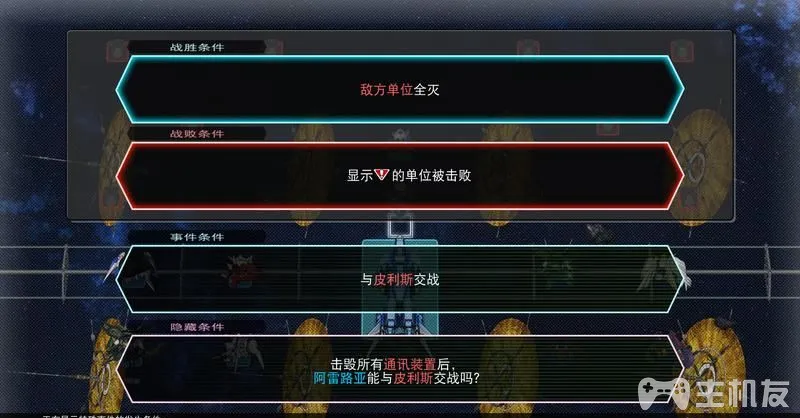 战胜条件
敌方单位全灭
战败条件
显示的单位被击败
事件条件
与皮利斯交战
隐藏条件
击毁所有通讯装置后,
阿雷路亚能与皮利斯交战吗?
主机友